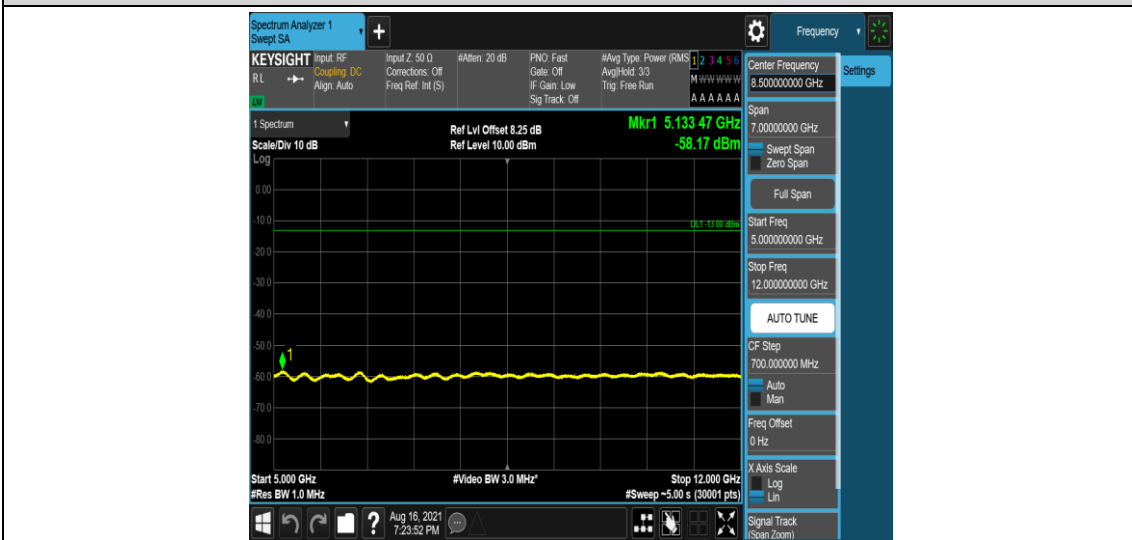 Spectrum Analyzer 1
Swept SA
Frequency
KEYSIGHT
Input: RF
Input Z: 50 Ω
#Atten: 20 dB
PNO: Fast
#Avg Type: Power (RMS
1 2 3 4 5 6
R L
Coupling: DC
Corrections: Off
Gate: Off
Avg|Hold: 3/3
M W W W W W
Align: Auto
Freq Ref: Int (S)
IF Gain: Low
Trig: Free Run
Sig Track: Off
A A A A A A
1 Spectrum
Ref Lvl Offset 8.25 dB
Mkr1 5.133 47 GHz
Scale/Div 10 dB
Ref Level 10.00 dBm
-58.17 dBm
Log
0.00
-10.0
DL1 -13.00 dBm
-20.0
-30.0
-40.0
-50.0
1
-60.0
-70.0
-80.0
Start 5.000 GHz
#Video BW 3.0 MHz*
Stop 12.000 GHz
#Res BW 1.0 MHz
#Sweep ~5.00 s (30001 pts)
Aug 16, 2021
7:23:52 PM
Center Frequency
8.500000000 GHz
Settings
Span
7.00000000 GHz
Swept Span
Zero Span
Full Span
Start Freq
5.000000000 GHz
Stop Freq
12.000000000 GHz
AUTO TUNE
CF Step
700.000000 MHz
Auto
Man
Freq Offset
0 Hz
X Axis Scale
Log
Lin
Signal Track
(Span Zoom)